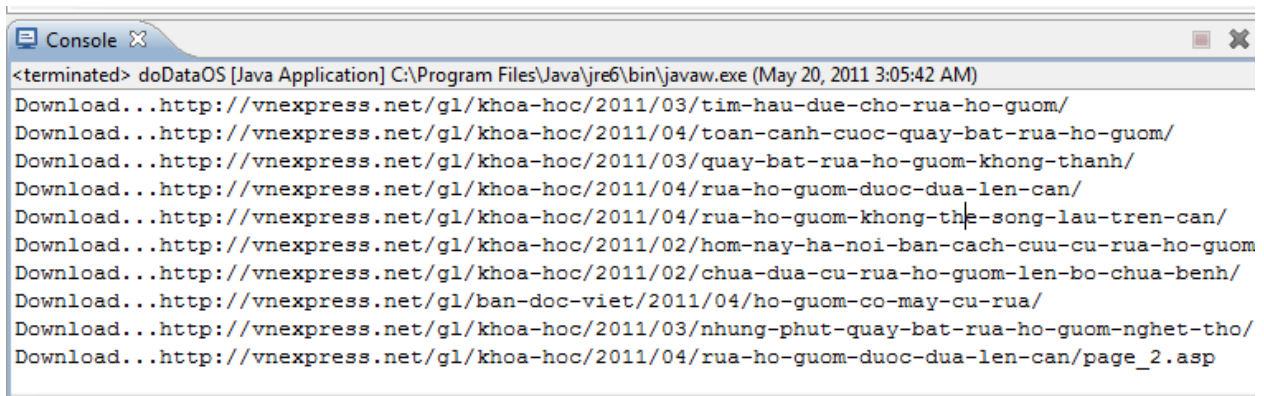 Console
<terminated> doDataOS [Java Application] C:\Program Files\Java\jre6\bin\javaw.exe (May 20, 2011 3:05:42 AM)
Download...http://vnexpress.net/gl/khoa-hoc/2011/03/tim-hau-due-cho-rua-ho-guom/
Download...http://vnexpress.net/gl/khoa-hoc/2011/04/toan-canh-cuoc-quay-bat-rua-ho-guom/
Download...http://vnexpress.net/gl/khoa-hoc/2011/03/quay-bat-rua-ho-guom-khong-thanh/
Download...http://vnexpress.net/gl/khoa-hoc/2011/04/rua-ho-guom-duoc-dua-len-can/
Download...http://vnexpress.net/gl/khoa-hoc/2011/04/rua-ho-guom-khong-the-song-lau-tren-can/
Download...http://vnexpress.net/gl/khoa-hoc/2011/02/hom-nay-ha-noi-ban-cach-cuu-cu-rua-ho-guom
Download...http://vnexpress.net/gl/khoa-hoc/2011/02/chua-dua-cu-rua-ho-guom-len-bo-chua-benh/
Download...http://vnexpress.net/gl/ban-doc-viet/2011/04/ho-guom-co-may-cu-rua/
Download...http://vnexpress.net/gl/khoa-hoc/2011/03/nhung-phut-quay-bat-rua-ho-guom-nghet-tho/
Download...http://vnexpress.net/gl/khoa-hoc/2011/04/rua-ho-guom-duoc-dua-len-can/page_2.asp